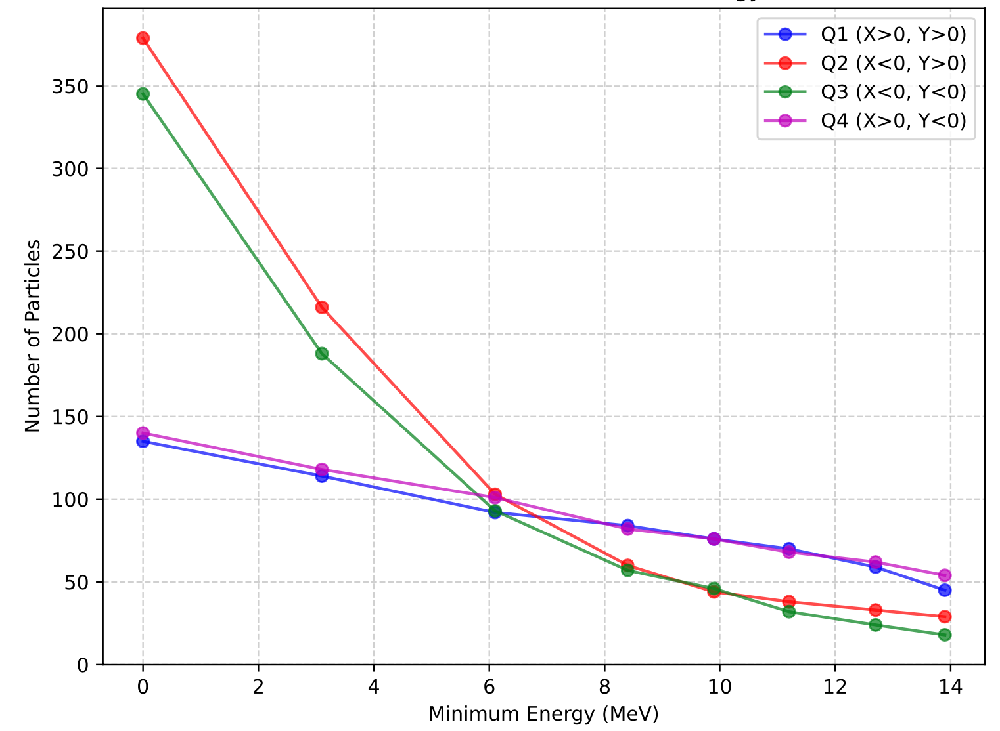 Q1 (X>0, Y>0)
Q2 (X<0, Y>0)
Q3 (X<0, Y<0)
Q4 (X>0, Y<0)
350
300
250
200
150
100
50
0
Number of Particles
0 2 4 6 8 10 12 14
Minimum Energy (MeV)